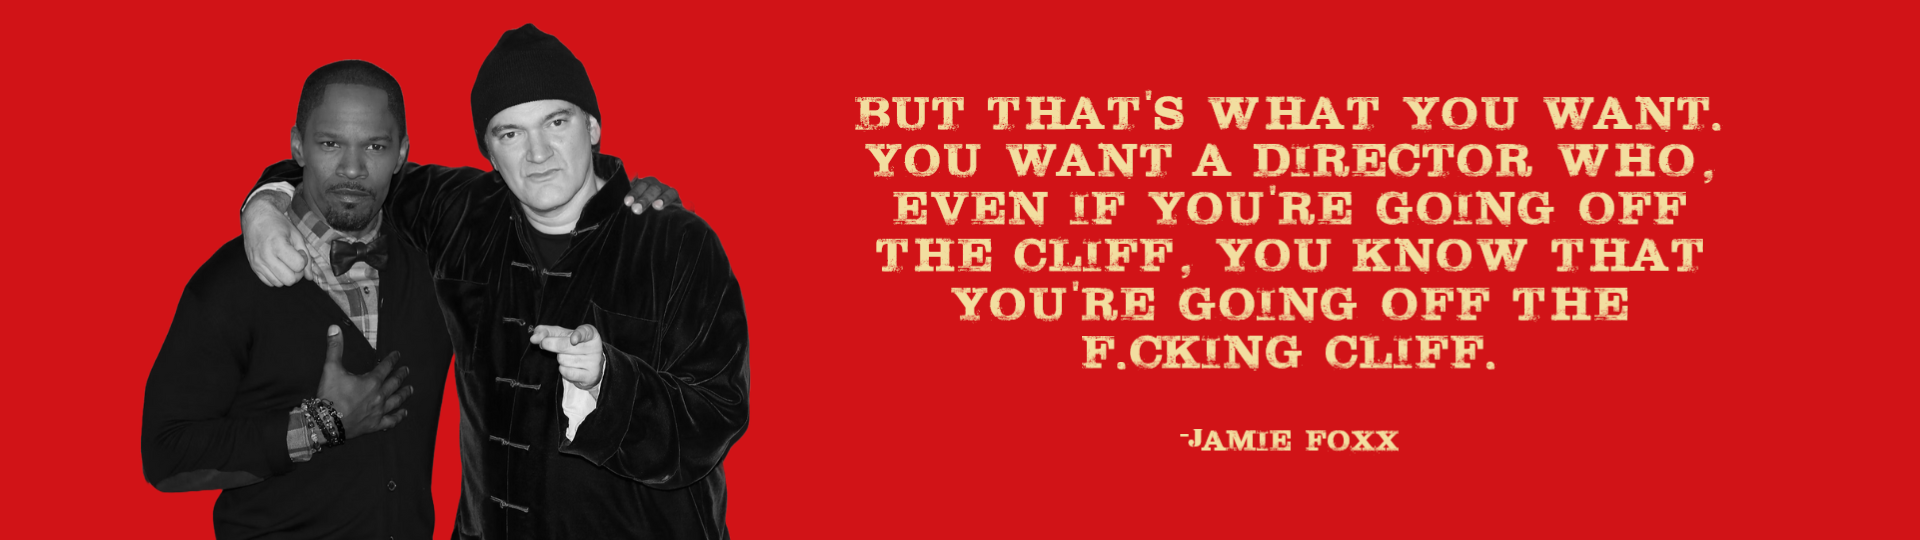 BUT THAT'S WHAT YOU WANT.
YOU WANT A DIRECTOR WHO,
EVEN IF YOU'RE GOING OFF
THE CLIFF, YOU KNOW THAT
YOU'RE GOING OFF THE
F.CKING CLIFF.
-JAMIE FOXX